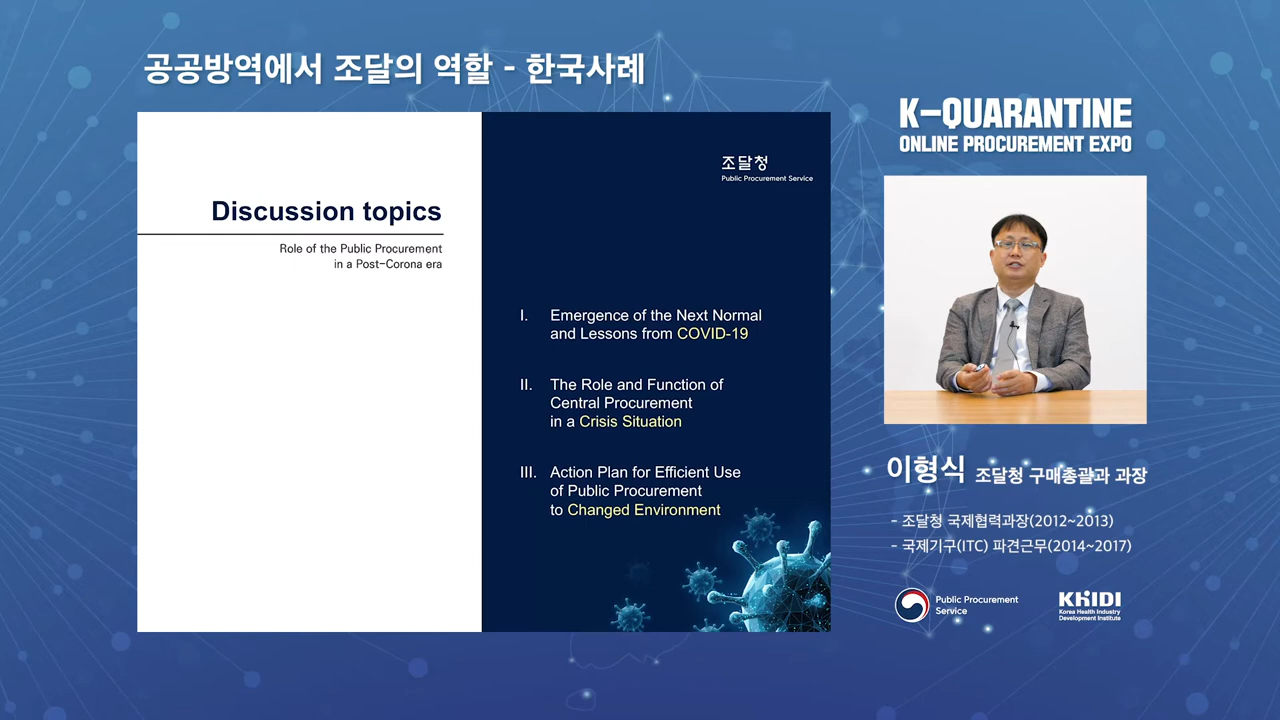 공공방역에서 조달의 역할 - 한국사례
조달청
Public Procurement Service
Discussion topics
Role of the Public Procurement
in a Post-Corona era
I. Emergence of the Next Normal
and Lessons from COVID-19
II. The Role and Function of
Central Procurement
in a Crisis Situation
III. Action Plan for Efficient Use
of Public Procurement
to Changed Environment
K-QUARANTINE
ONLINE PROCUREMENT EXPO
이형식 조달청 구매총괄과 과장
- 조달청 국제협력과장(2012~2013)
- 국제기구(ITC) 파견근무(2014~2017)
Public Procurement
Service
KHIDI
Korea Health Industry
Development Institute